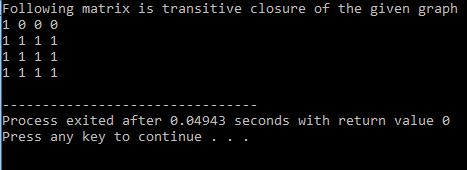 Following matrix is transitive closure of the given graph
1 0 0 0
1 1 1 1
1 1 1 1
1 1 1 1
--------------------------------
Process exited after 0.04943 seconds with return value 0
Press any key to continue . . .